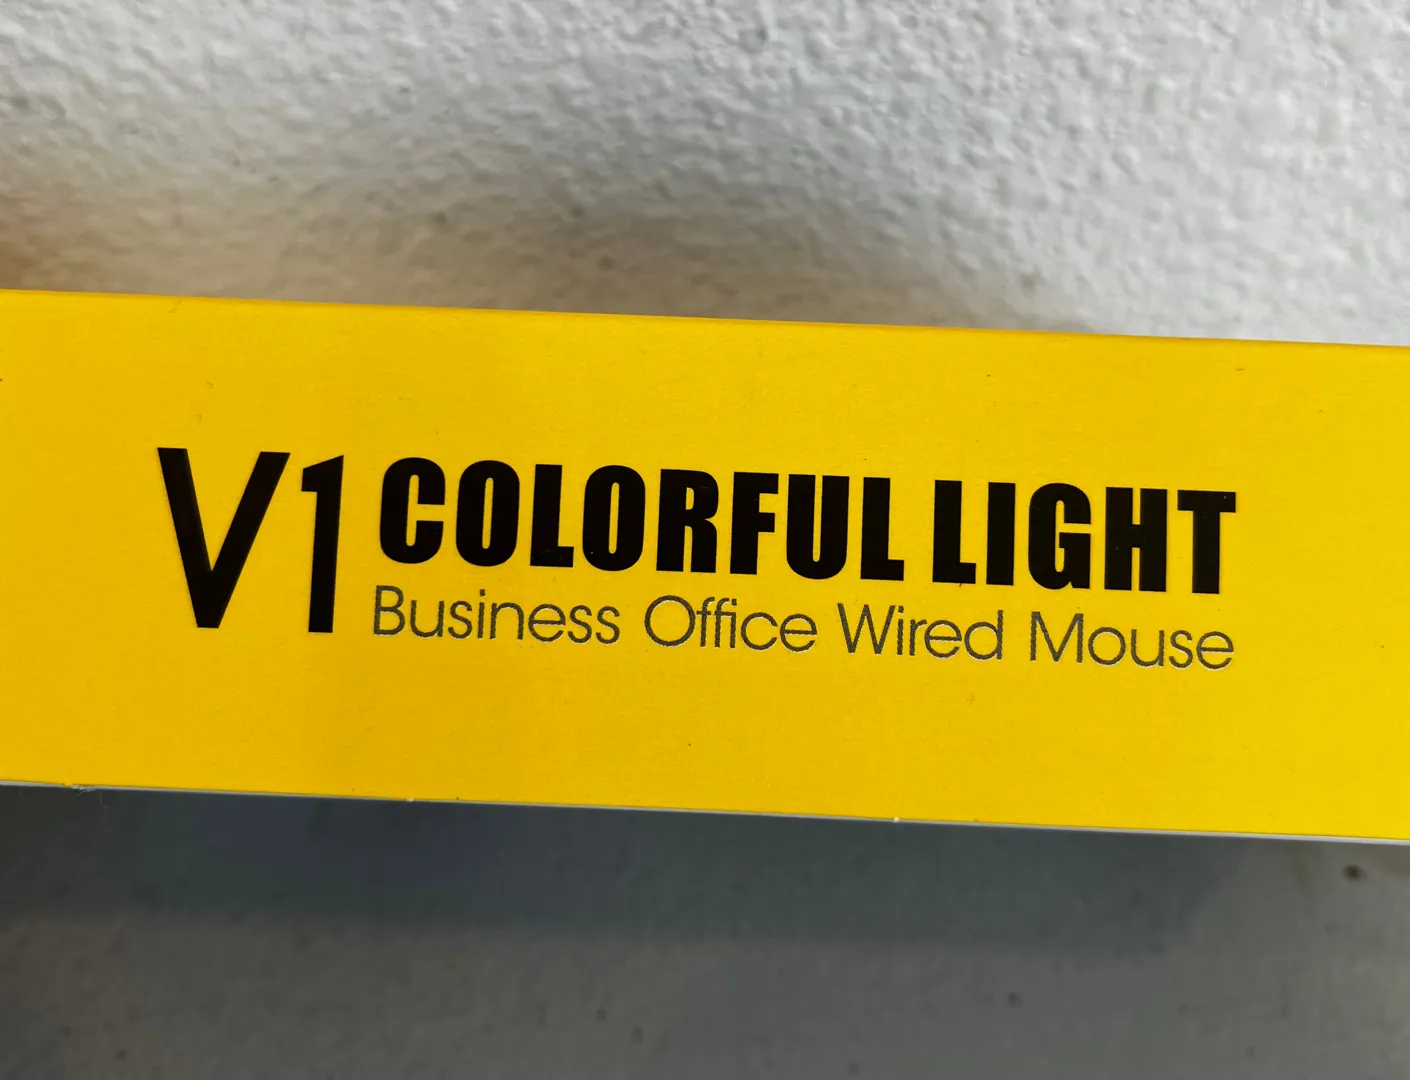 V1 COLORFUL LIGHT
Business Office Wired Mouse